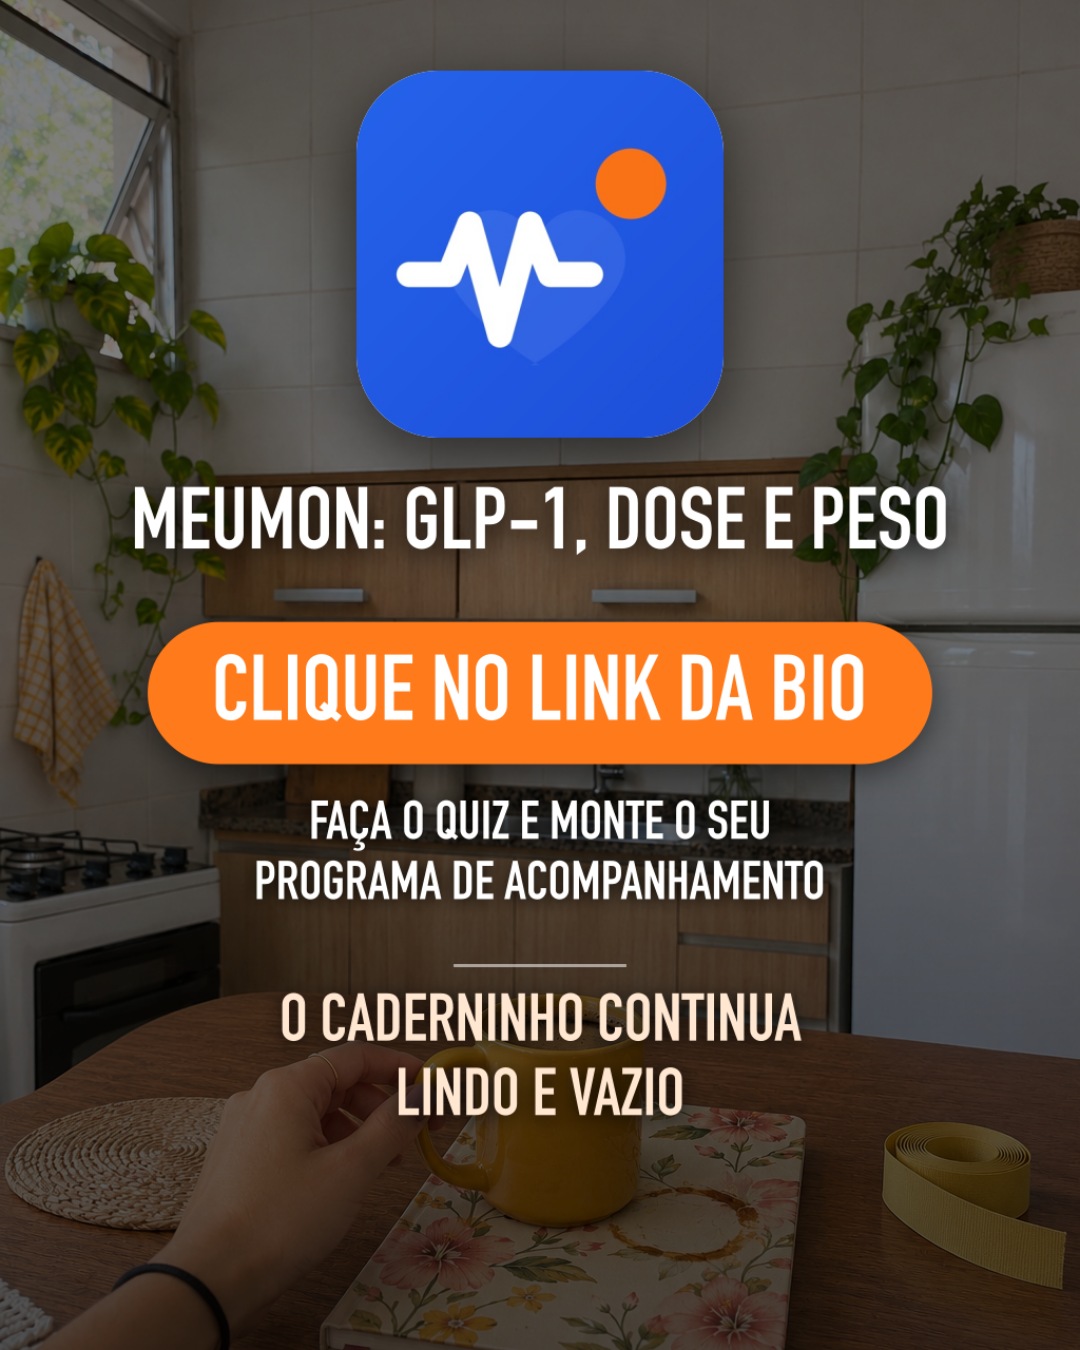 MEUMON: GLP-1, DOSE E PESO
CLIQUE NO LINK DA BIO
FAÇA O QUIZ E MONTE O SEU
PROGRAMA DE ACOMPANHAMENTO
O CADERNINHO CONTINUA
LINDO E VAZIO